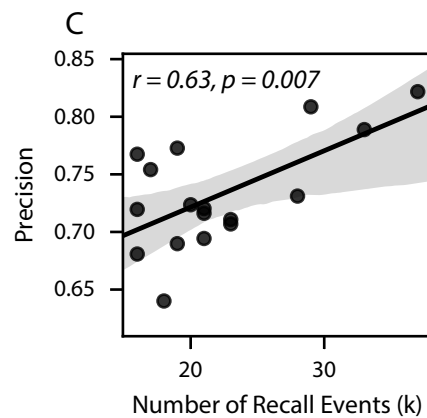 C
r = 0.63, p = 0.007
0.85
0.80
0.75
0.70
0.65
Precision
20 30
Number of Recall Events (k)